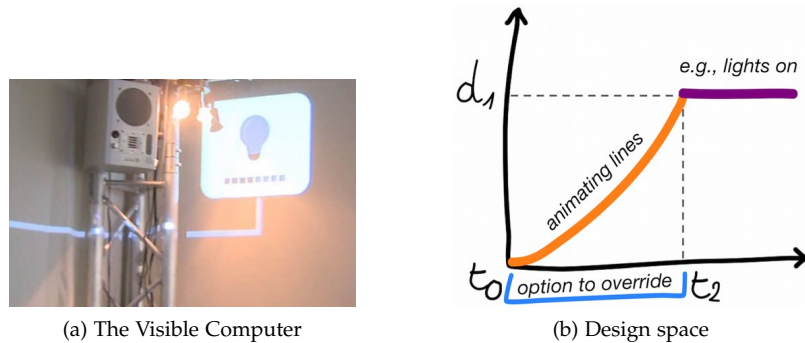 e.g., lights on
d₁
animating lines
t₀ option to override t₂
(a) The Visible Computer
(b) Design space